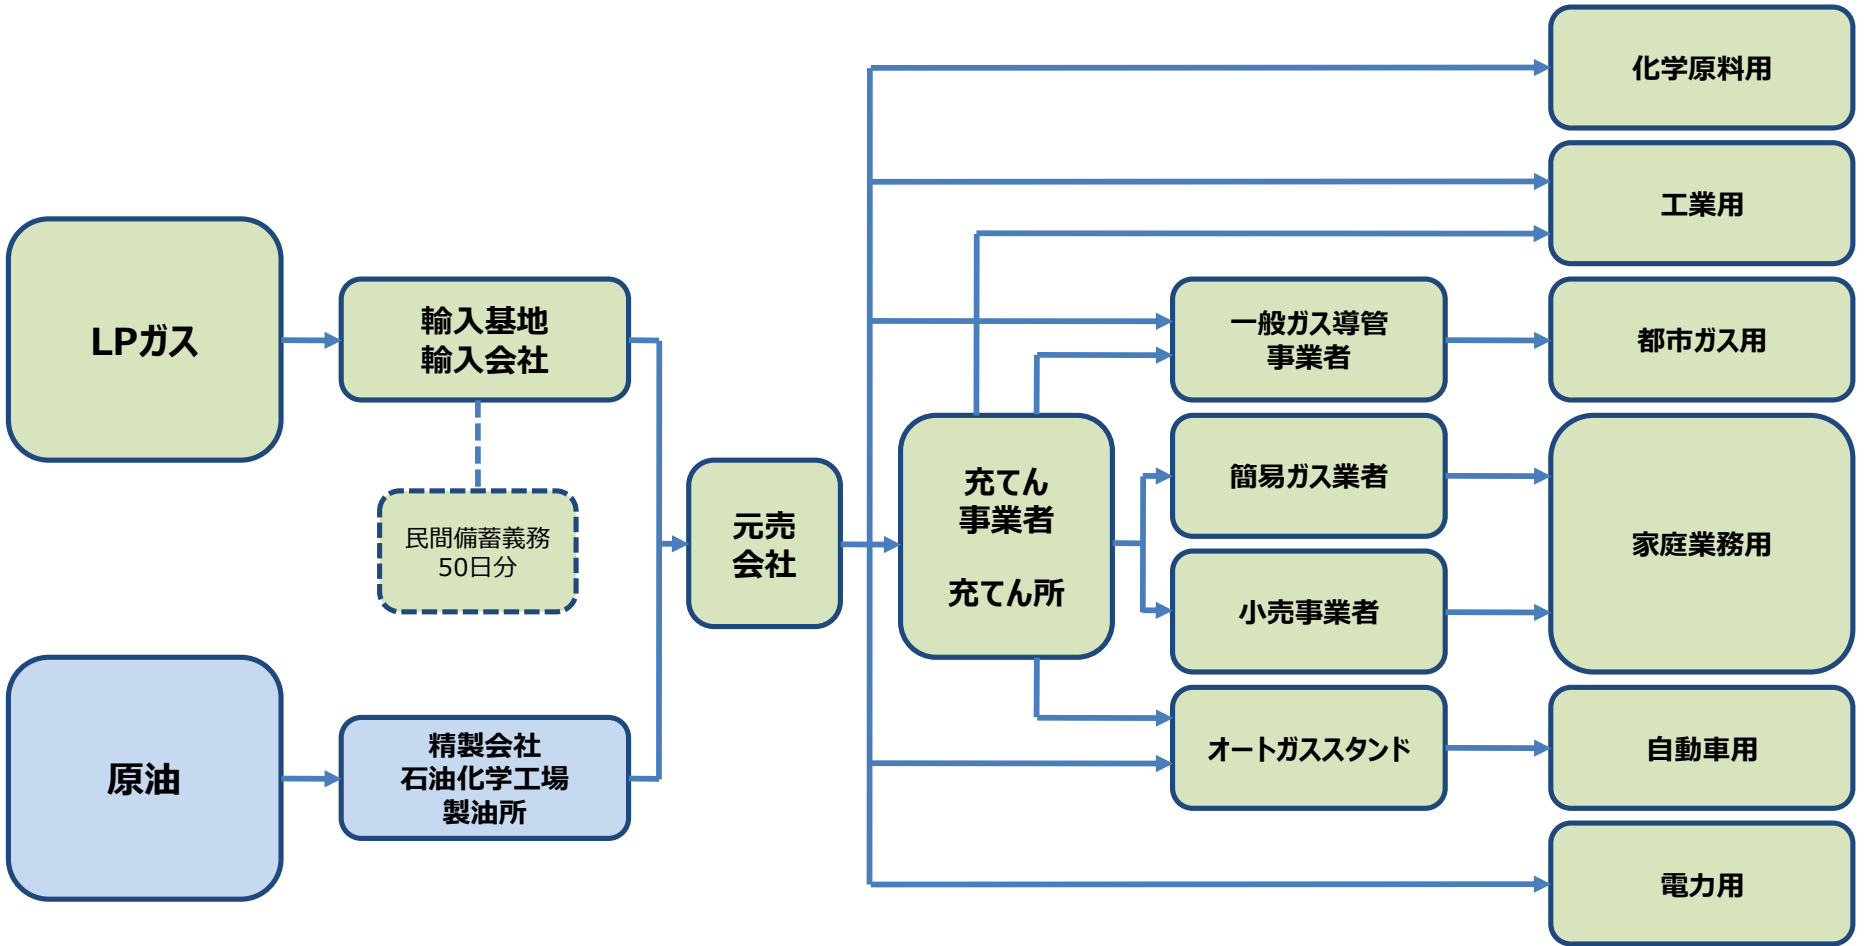 LPガス
輸入基地
輸入会社
民間備蓄義務
50日分
原油
精製会社
石油化学工場
製油所
元売
会社
充てん
事業者
充てん所
一般ガス導管
事業者
簡易ガス業者
小売事業者
オートガススタンド
化学原料用
工業用
都市ガス用
家庭業務用
自動車用
電力用